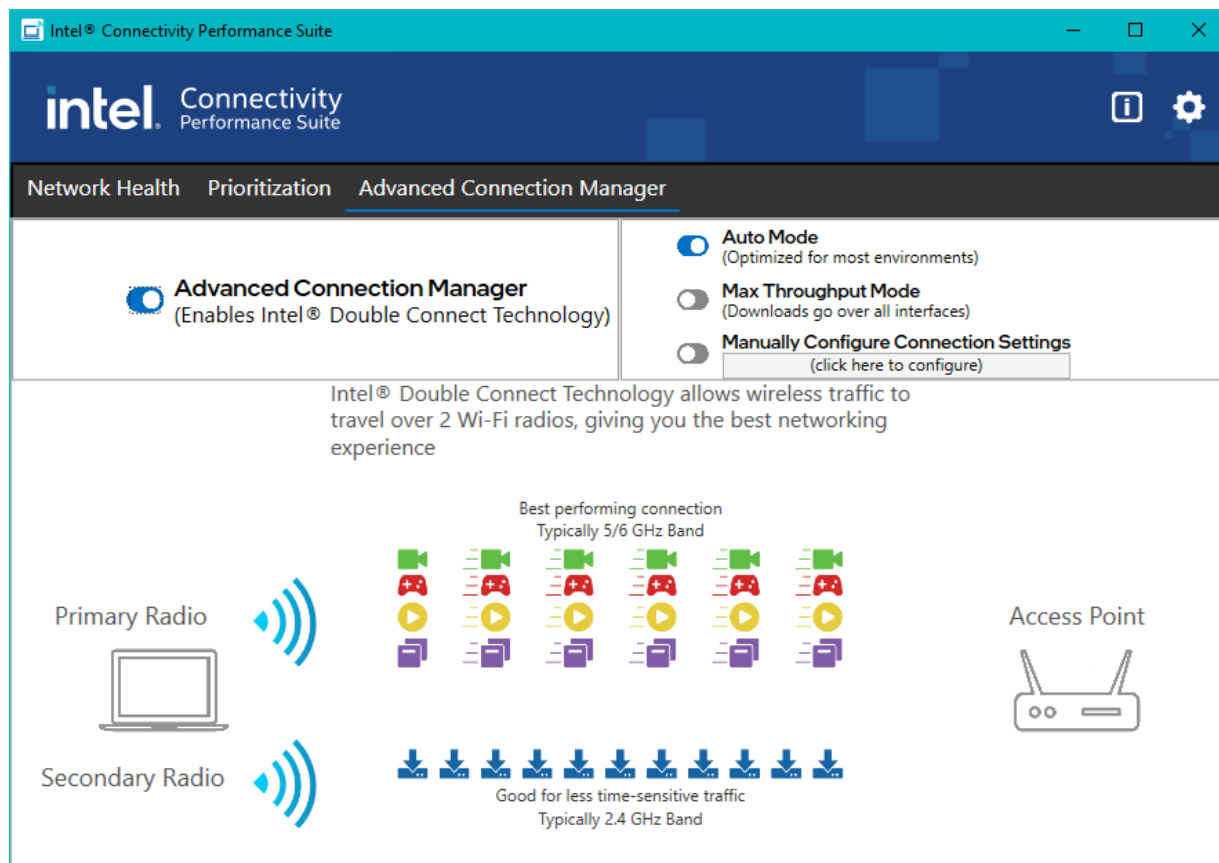 Intel® Connectivity Performance Suite
intel.
Connectivity
Performance Suite
Network Health Prioritization Advanced Connection Manager
Advanced Connection Manager
(Enables Intel® Double Connect Technology)
Auto Mode
(Optimized for most environments)
Max Throughput Mode
(Downloads go over all interfaces)
Manually Configure Connection Settings
(click here to configure)
Intel® Double Connect Technology allows wireless traffic to
travel over 2 Wi-Fi radios, giving you the best networking
experience
Best performing connection
Typically 5/6 GHz Band
Primary Radio
Access Point
Secondary Radio
Good for less time-sensitive traffic
Typically 2.4 GHz Band